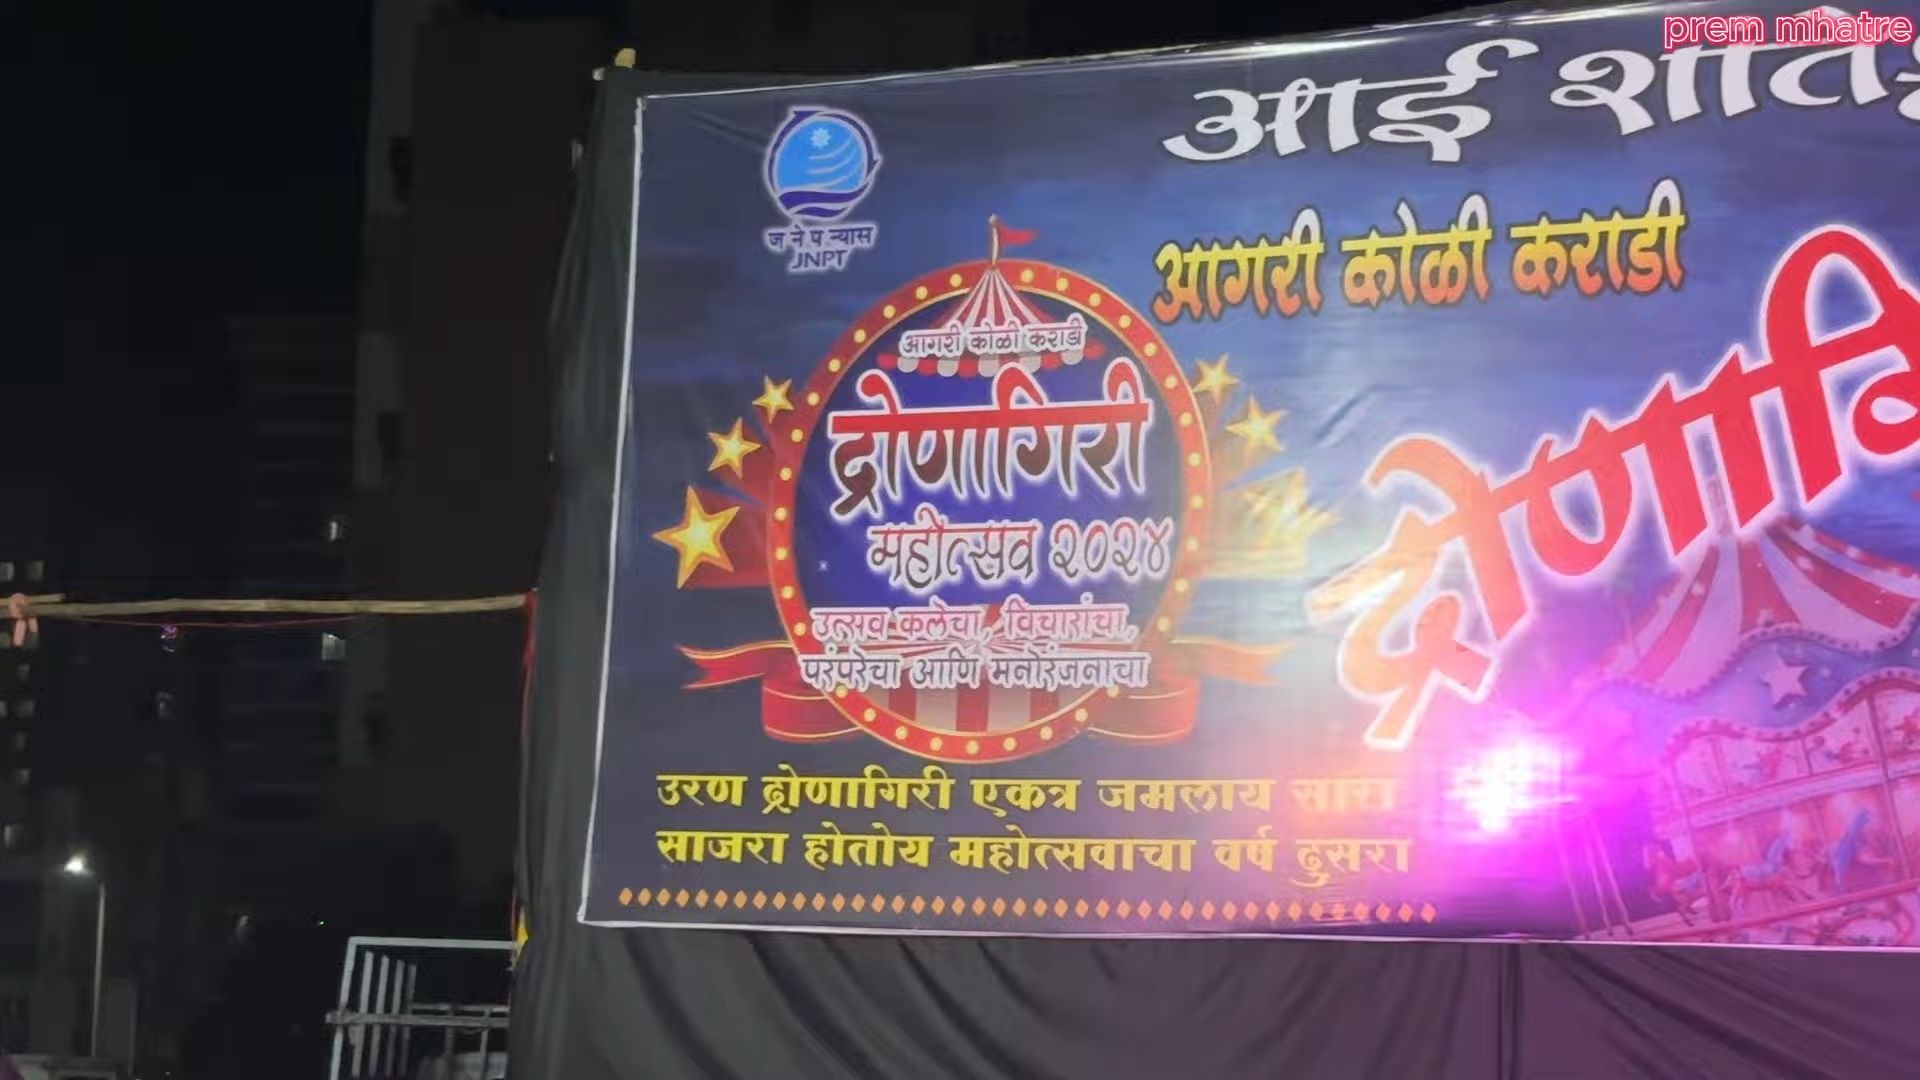 prem mhatre
आई
ज ने प न्यास
JNPT
आगरी कोळी कराडी
आगरी कोळी कराडी
द्रोणागिरी
महोत्सव २०२४
उत्सव कलेचा, विचारांचा,
परंपरेचा आणि मनोरंजनाचा
उरण द्रोणागिरी एकत्र जमलाय सारा
साजरा होतोय महोत्सवाचा वर्ष दुसरा